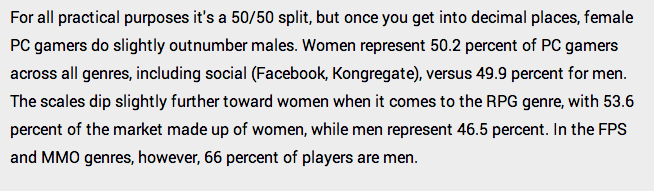 For all practical purposes it's a 50/50 split, but once you get into decimal places, female
PC gamers do slightly outnumber males. Women represent 50.2 percent of PC gamers
across all genres, including social (Facebook, Kongregate), versus 49.9 percent for men.
The scales dip slightly further toward women when it comes to the RPG genre, with 53.6
percent of the market made up of women, while men represent 46.5 percent. In the FPS
and MMO genres, however, 66 percent of players are men.